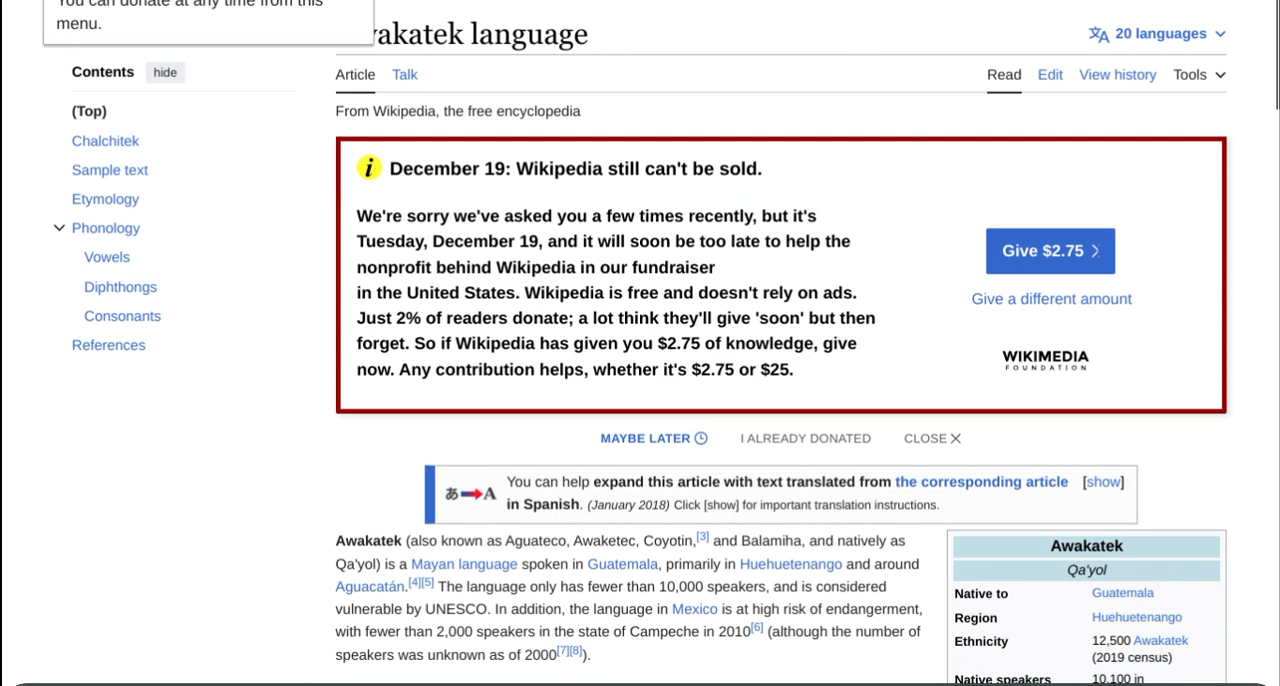 You can donate at any time from this
menu.
wakatek language
20 languages
Contents hide
Article Talk Read Edit View history Tools
(Top)
From Wikipedia, the free encyclopedia
Chalchitek
Sample text
Etymology
Phonology
Vowels
Diphthongs
Consonants
References
i December 19: Wikipedia still can't be sold.
We're sorry we've asked you a few times recently, but it's
Tuesday, December 19, and it will soon be too late to help the
nonprofit behind Wikipedia in our fundraiser
in the United States. Wikipedia is free and doesn't rely on ads.
Just 2% of readers donate; a lot think they'll give 'soon' but then
forget. So if Wikipedia has given you $2.75 of knowledge, give
now. Any contribution helps, whether it's $2.75 or $25.
Give $2.75
Give a different amount
WIKIMEDIA
FOUNDATION
MAYBE LATER I ALREADY DONATED CLOSE
あ A
You can help expand this article with text translated from the corresponding article [show]
in Spanish. (January 2018) Click [show] for important translation instructions.
Awakatek (also known as Aguateco, Awaketec, Coyotin,[3] and Balamiha, and natively as
Qa'yol) is a Mayan language spoken in Guatemala, primarily in Huehuetenango and around
Aguacatán.[4][5] The language only has fewer than 10,000 speakers, and is considered
vulnerable by UNESCO. In addition, the language in Mexico is at high risk of endangerment,
with fewer than 2,000 speakers in the state of Campeche in 2010[6] (although the number of
speakers was unknown as of 2000[7][8]).
Awakatek
Qa'yol
Native to Guatemala
Region Huehuetenango
Ethnicity 12,500 Awakatek
(2019 census)
Native speakers 10,100 in